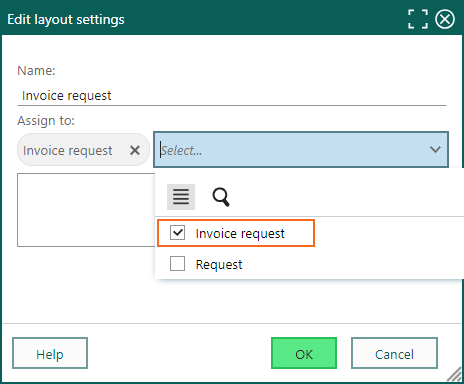 Edit layout settings
Name:
Invoice request
Assign to:
Invoice request Select...
Invoice request
Request
Help OK Cancel